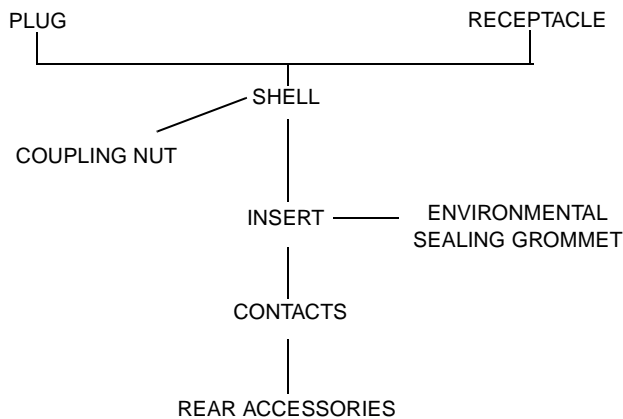 PLUG
RECEPTACLE
SHELL
COUPLING NUT
INSERT
ENVIRONMENTAL
SEALING GROMMET
CONTACTS
REAR ACCESSORIES